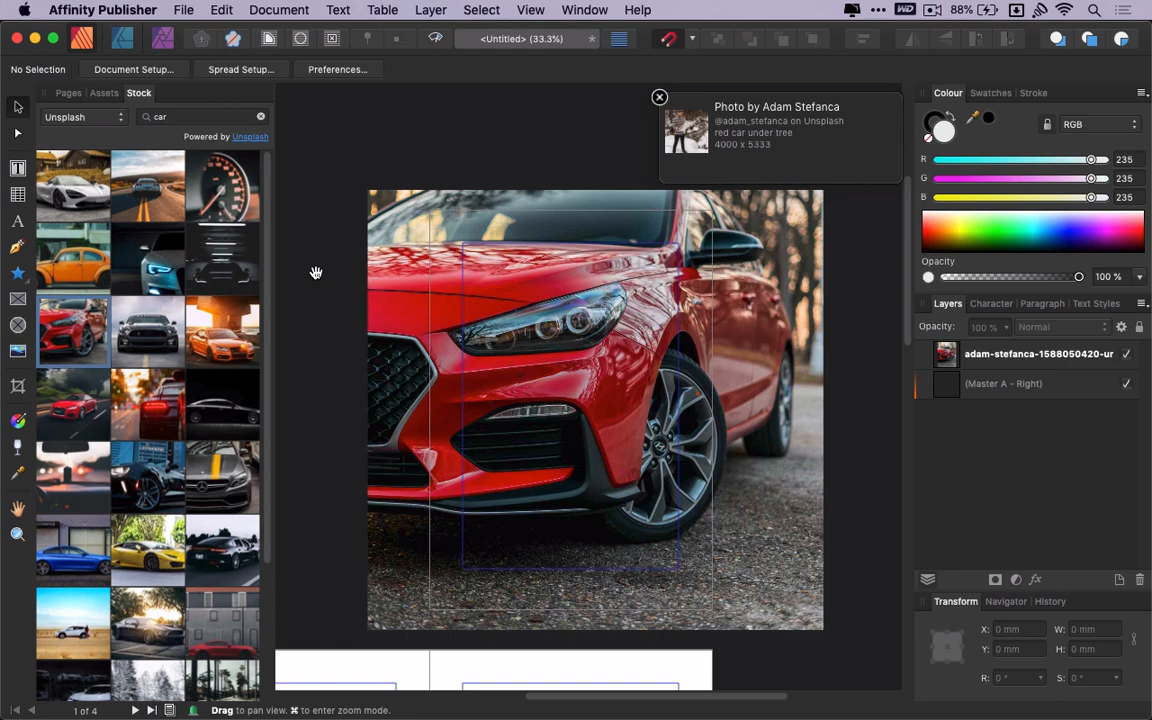 Affinity Publisher File Edit Document Text Table Layer Select View Window Help
WD 88%
<Untitled> (33.3%)
No Selection Document Setup... Spread Setup... Preferences...
Pages Assets Stock
Unsplash car
Powered by Unsplash
Photo by Adam Stefanca
@adam_stefanca on Unsplash
red car under tree
4000 x 5333
Colour Swatches Stroke
RGB
R 235
G 235
B 235
Opacity
100 %
Layers Character Paragraph Text Styles
Opacity: 100 % Normal
adam-stefanca-1588050420-ur
(Master A - Right)
Transform Navigator History
X: 0 mm W: 0 mm
Y: 0 mm H: 0 mm
R: 0 ° S: 0 °
1 of 4 Drag to pan view. ⌘ to enter zoom mode.